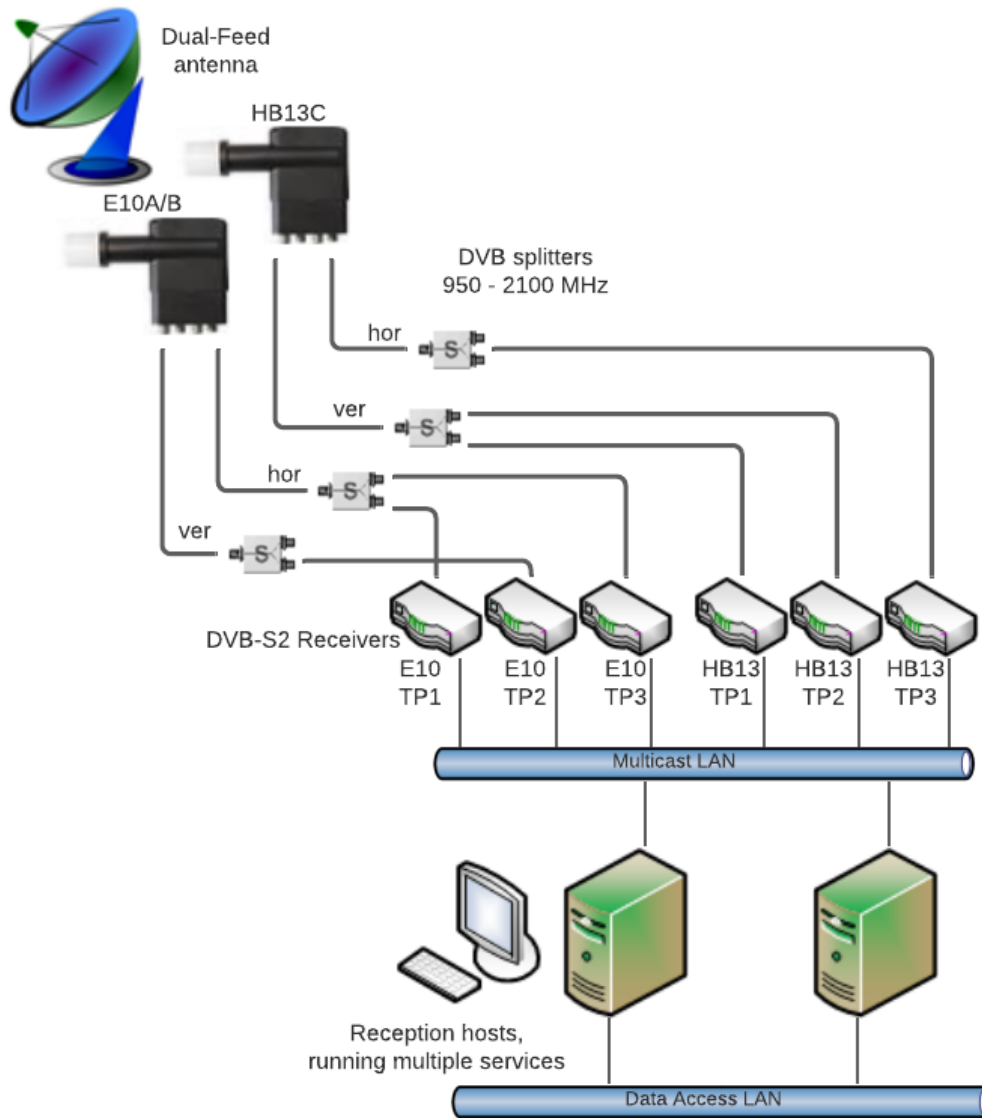 Dual-Feed
antenna
HB13C
E10A/B
DVB splitters
950 - 2100 MHz
hor
S
ver
S
hor
S
ver
S
DVB-S2 Receivers
E10
TP1
E10
TP2
E10
TP3
HB13
TP1
HB13
TP2
HB13
TP3
Multicast LAN
Reception hosts,
running multiple services
Data Access LAN